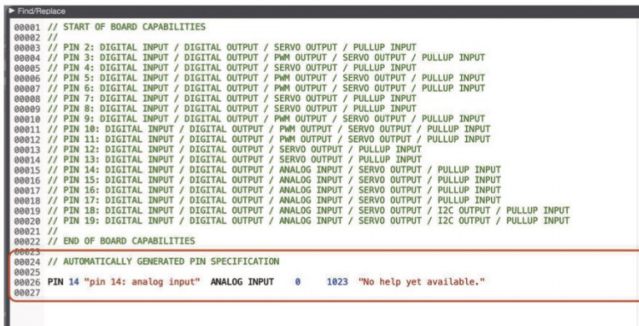 ► Find/Replace
00001 // START OF BOARD CAPABILITIES
00002 //
00003 // PIN 2: DIGITAL INPUT / DIGITAL OUTPUT / SERVO OUTPUT / PULLUP INPUT
00004 // PIN 3: DIGITAL INPUT / DIGITAL OUTPUT / PWM OUTPUT / SERVO OUTPUT / PULLUP INPUT
00005 // PIN 4: DIGITAL INPUT / DIGITAL OUTPUT / SERVO OUTPUT / PULLUP INPUT
00006 // PIN 5: DIGITAL INPUT / DIGITAL OUTPUT / PWM OUTPUT / SERVO OUTPUT / PULLUP INPUT
00007 // PIN 6: DIGITAL INPUT / DIGITAL OUTPUT / PWM OUTPUT / SERVO OUTPUT / PULLUP INPUT
00008 // PIN 7: DIGITAL INPUT / DIGITAL OUTPUT / SERVO OUTPUT / PULLUP INPUT
00009 // PIN 8: DIGITAL INPUT / DIGITAL OUTPUT / SERVO OUTPUT / PULLUP INPUT
00010 // PIN 9: DIGITAL INPUT / DIGITAL OUTPUT / PWM OUTPUT / SERVO OUTPUT / PULLUP INPUT
00011 // PIN 10: DIGITAL INPUT / DIGITAL OUTPUT / PWM OUTPUT / SERVO OUTPUT / PULLUP INPUT
00012 // PIN 11: DIGITAL INPUT / DIGITAL OUTPUT / PWM OUTPUT / SERVO OUTPUT / PULLUP INPUT
00013 // PIN 12: DIGITAL INPUT / DIGITAL OUTPUT / SERVO OUTPUT / PULLUP INPUT
00014 // PIN 13: DIGITAL INPUT / DIGITAL OUTPUT / SERVO OUTPUT / PULLUP INPUT
00015 // PIN 14: DIGITAL INPUT / DIGITAL OUTPUT / ANALOG INPUT / SERVO OUTPUT / PULLUP INPUT
00016 // PIN 15: DIGITAL INPUT / DIGITAL OUTPUT / ANALOG INPUT / SERVO OUTPUT / PULLUP INPUT
00017 // PIN 16: DIGITAL INPUT / DIGITAL OUTPUT / ANALOG INPUT / SERVO OUTPUT / PULLUP INPUT
00018 // PIN 17: DIGITAL INPUT / DIGITAL OUTPUT / ANALOG INPUT / SERVO OUTPUT / PULLUP INPUT
00019 // PIN 18: DIGITAL INPUT / DIGITAL OUTPUT / ANALOG INPUT / SERVO OUTPUT / I2C OUTPUT / PULLUP INPUT
00020 // PIN 19: DIGITAL INPUT / DIGITAL OUTPUT / ANALOG INPUT / SERVO OUTPUT / I2C OUTPUT / PULLUP INPUT
00021 //
00022 // END OF BOARD CAPABILITIES
00023
00024 // AUTOMATICALLY GENERATED PIN SPECIFICATION
00025
00026 PIN 14 "pin 14: analog input" ANALOG INPUT 0 1023 "No help yet available."
00027